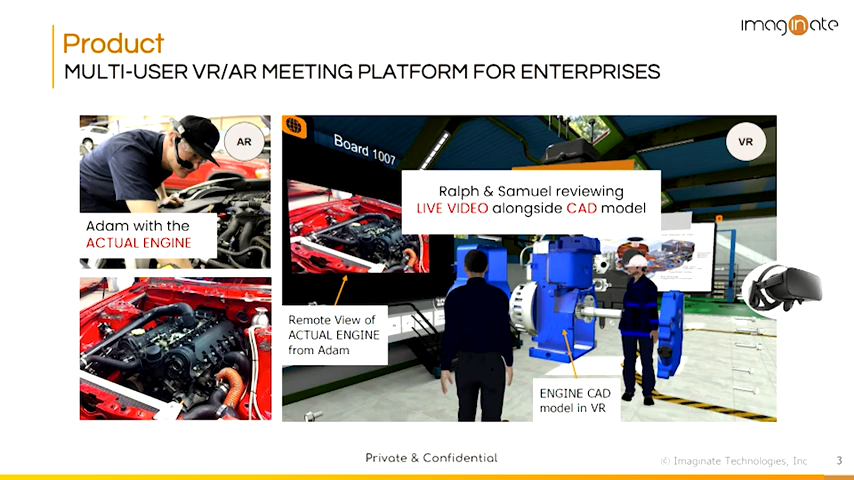 imaginate
Product
MULTI-USER VR/AR MEETING PLATFORM FOR ENTERPRISES
AR
Adam with the
ACTUAL ENGINE
Board 1007
VR
Ralph & Samuel reviewing
LIVE VIDEO alongside CAD model
Remote View of
ACTUAL ENGINE
from Adam
ENGINE CAD
model in VR
Private & Confidential
(C) Imaginate Technologies, Inc
3